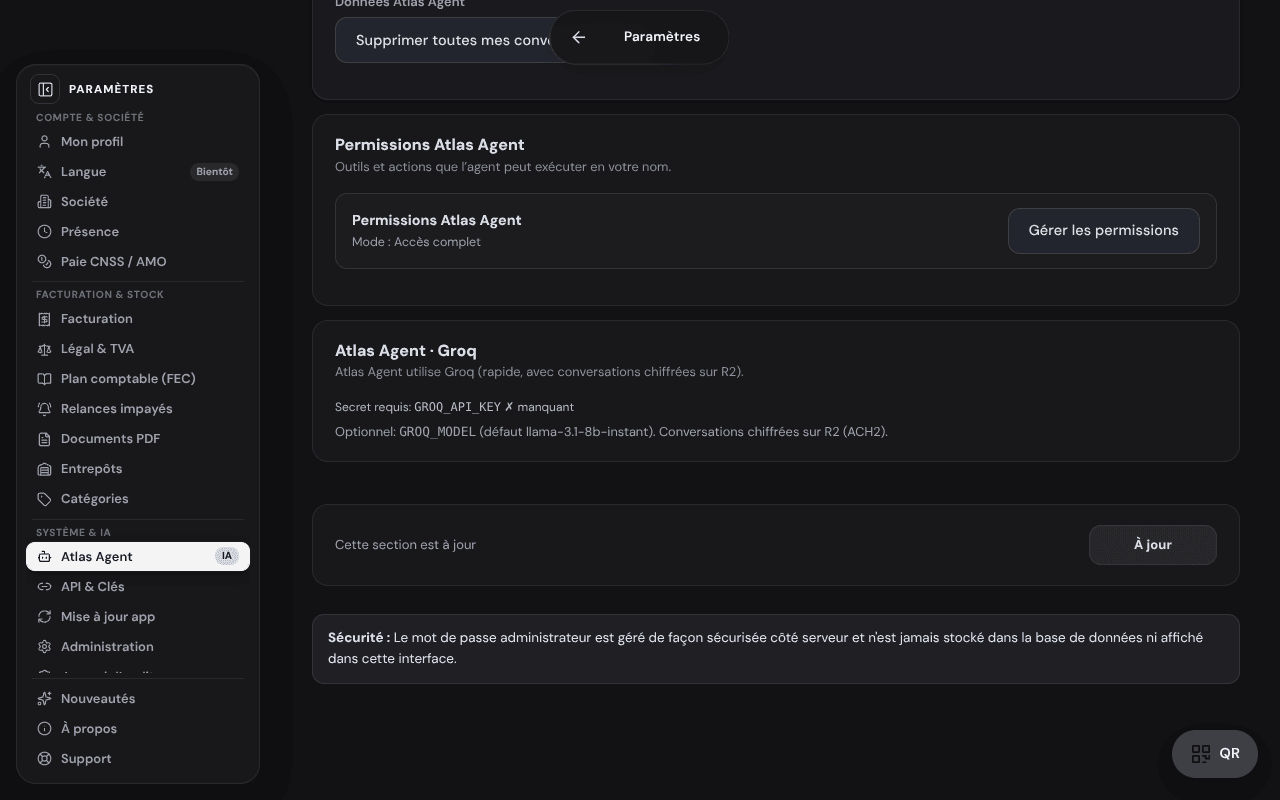 PARAMÈTRES
COMPTE & SOCIÉTÉ
Mon profil
Langue
Bientôt
Société
Présence
Paie CNSS / AMO
FACTURATION & STOCK
Facturation
Légal & TVA
Plan comptable (FEC)
Relances impayés
Documents PDF
Entrepôts
Catégories
SYSTÈME & IA
Atlas Agent
IA
API & Clés
Mise à jour app
Administration
Nouveautés
À propos
Support
Données Atlas Agent
Supprimer toutes mes
Paramètres
Permissions Atlas Agent
Outils et actions que l'agent peut exécuter en votre nom.
Permissions Atlas Agent
Mode : Accès complet
Gérer les permissions
Atlas Agent · Groq
Atlas Agent utilise Groq (rapide, avec conversations chiffrées sur R2).
Secret requis: GROQ_API_KEY ✗ manquant
Optionnel: GROQ_MODEL (défaut llama-3.1-8b-instant). Conversations chiffrées sur R2 (ACH2).
Cette section est à jour
À jour
Sécurité : Le mot de passe administrateur est géré de façon sécurisée côté serveur et n'est jamais stocké dans la base de données ni affiché
dans cette interface.
QR